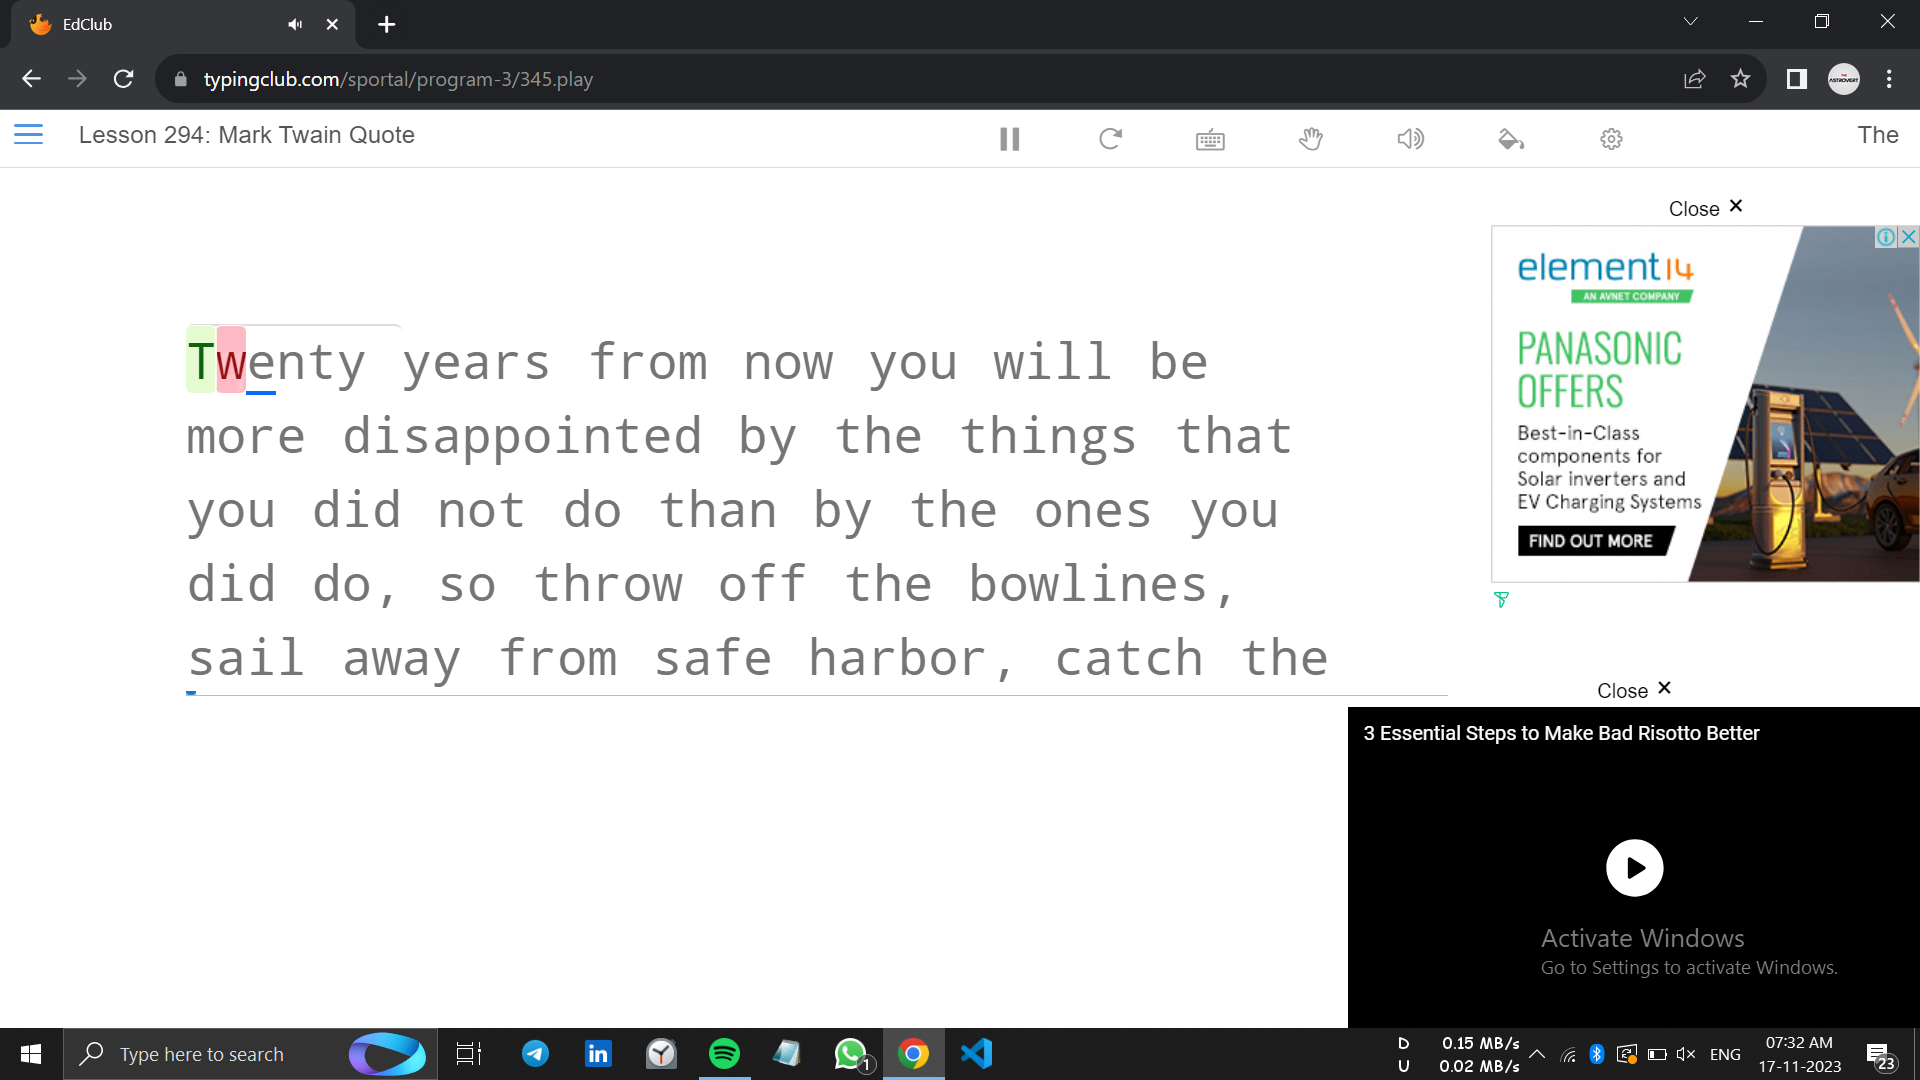 EdClub
typingclub.com/sportal/program-3/345.play
Lesson 294: Mark Twain Quote
The
Close ×
element14
AN AVNET COMPANY
PANASONIC
OFFERS
Best-in-Class
components for
Solar inverters and
EV Charging Systems
FIND OUT MORE
Twenty years from now you will be
more disappointed by the things that
you did not do than by the ones you
did do, so throw off the bowlines,
sail away from safe harbor, catch the
Close ×
3 Essential Steps to Make Bad Risotto Better
Activate Windows
Go to Settings to activate Windows.
Type here to search
1
D 0.15 MB/s
U 0.02 MB/s
ENG
07:32 AM
17-11-2023
23